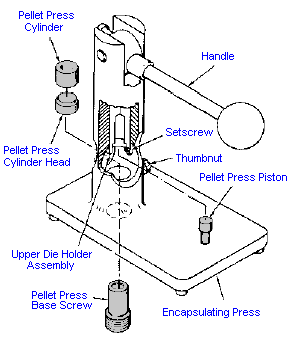 Pellet Press
Cylinder
Handle
Setscrew
Pellet Press
Cylinder Head
Thumbnut
Pellet Press Piston
Upper Die Holder
Assembly
Pellet Press
Base Screw
Encapsulating Press